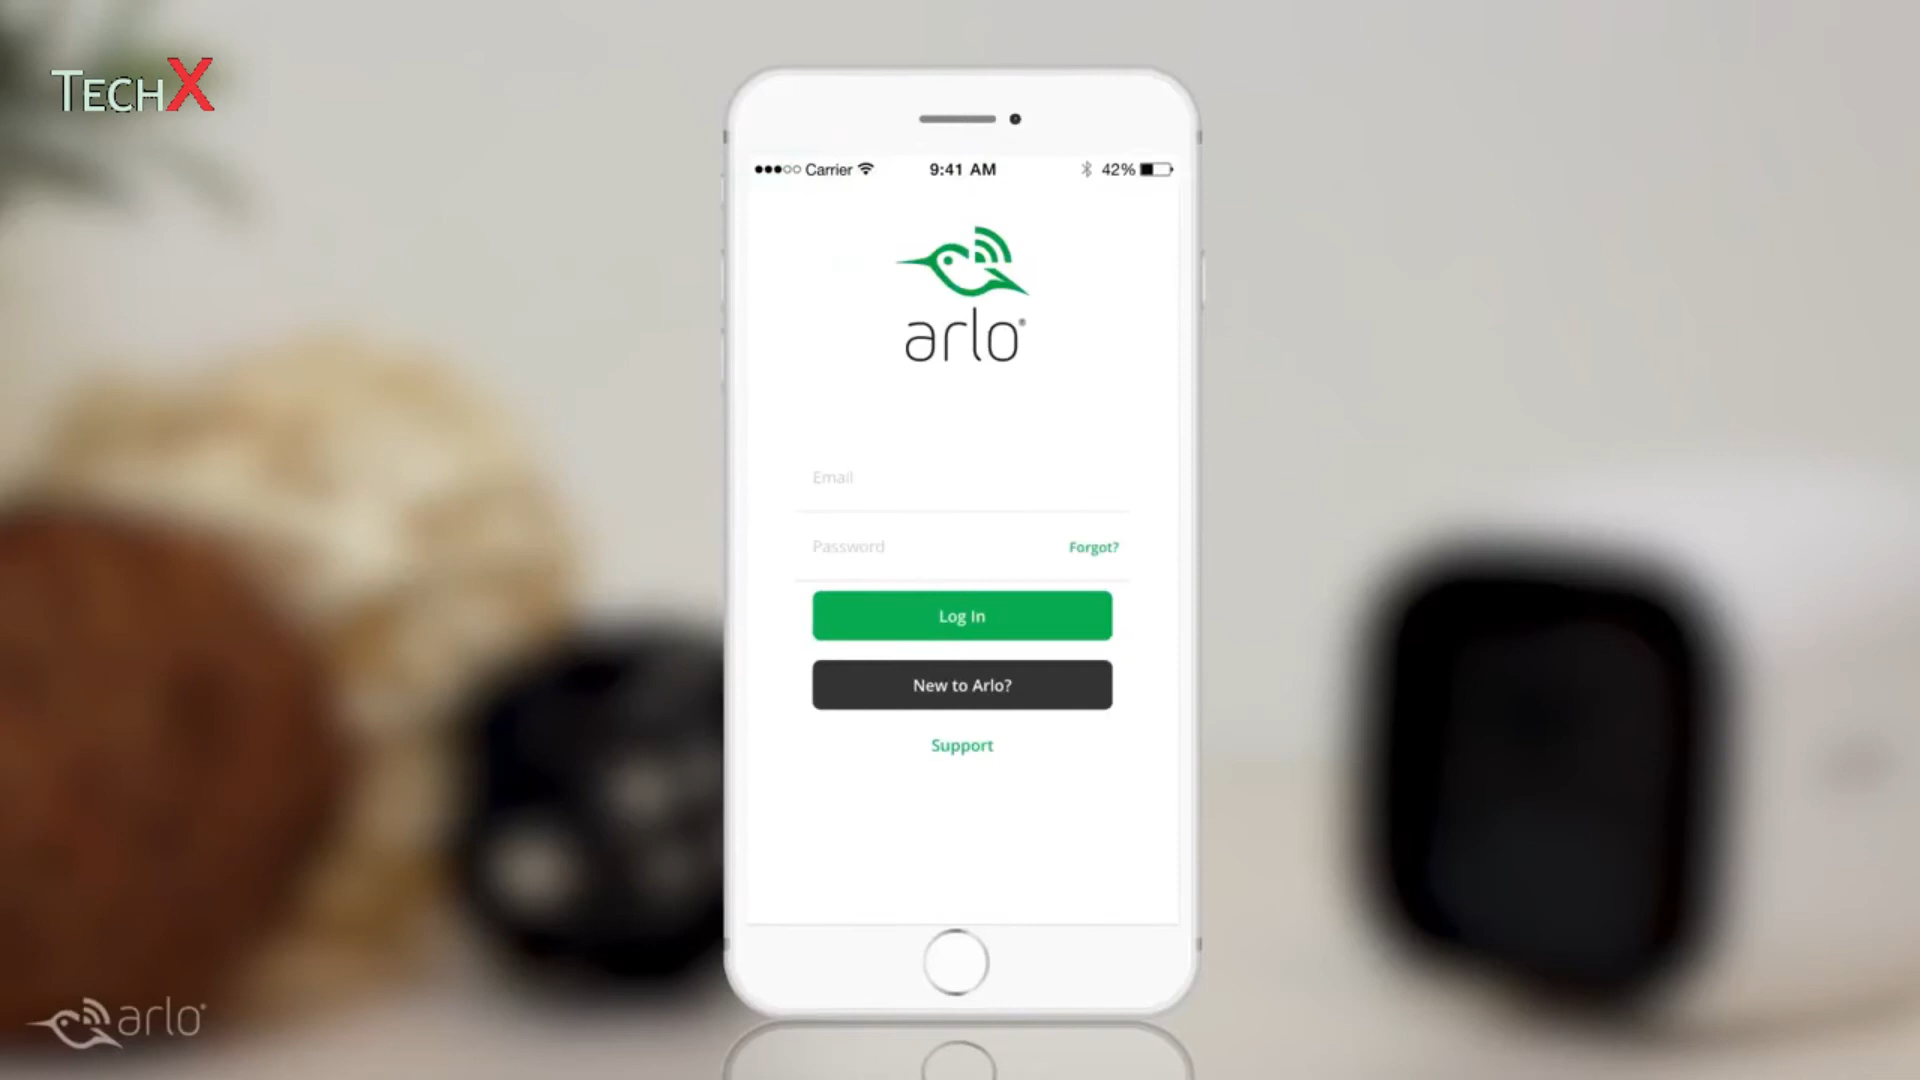 TECHX
Carrier 9:41 AM 42%
arlo®
Email
Password Forgot?
Log In
New to Arlo?
Support
arlo